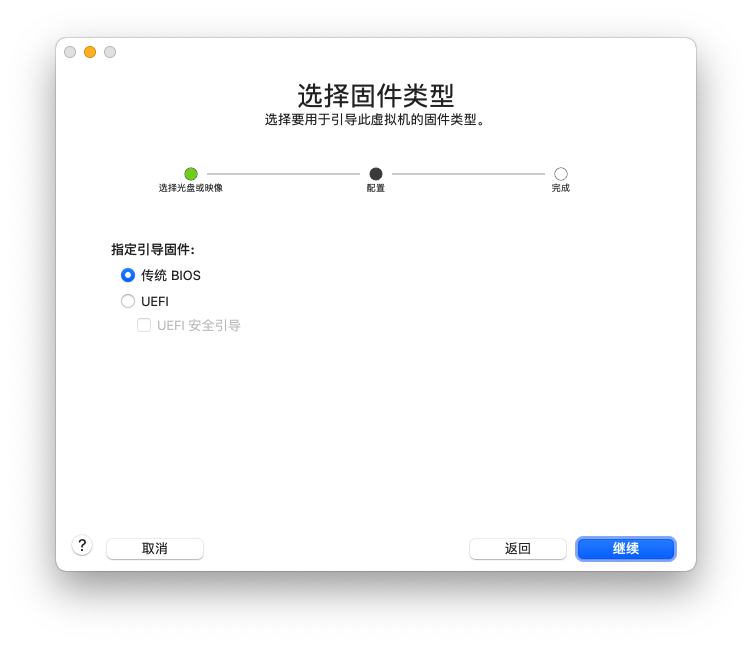 选择固件类型
选择要用于引导此虚拟机的固件类型。
选择光盘或映像
配置
完成
指定引导固件:
传统 BIOS
UEFI
UEFI 安全引导
?
取消
返回
继续